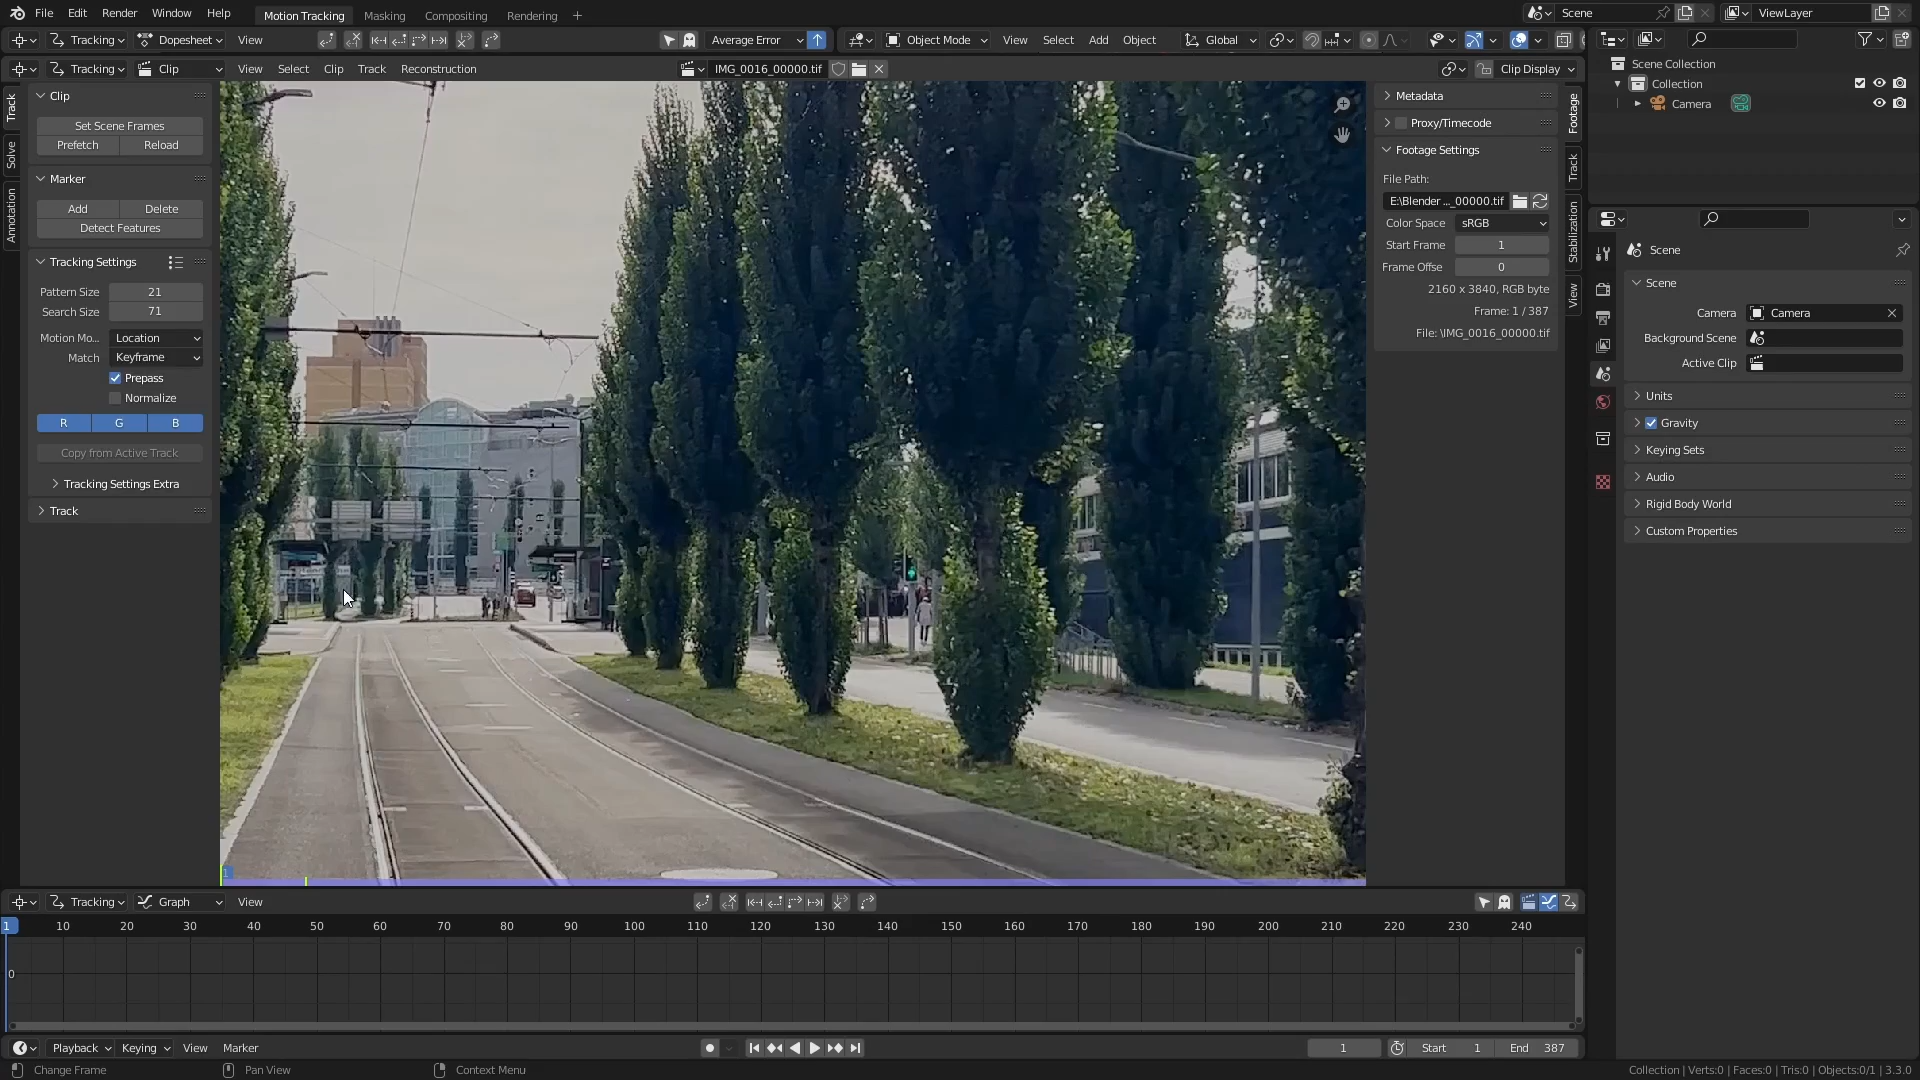 File Edit Render Window Help Motion Tracking Masking Compositing Rendering + Scene ViewLayer
Tracking Dopesheet View Average Error Object Mode View Select Add Object Global
Tracking Clip View Select Clip Track Reconstruction IMG_0016_00000.tif Clip Display
Scene Collection
Collection
Camera
Track
Solve
Annotation
Clip
Set Scene Frames
Prefetch Reload
Marker
Add Delete
Detect Features
Tracking Settings
Pattern Size 21
Search Size 71
Motion Mo... Location
Match Keyframe
Prepass
Normalize
R G B
Copy from Active Track
Tracking Settings Extra
Track
1
Metadata
Proxy/Timecode
Footage Settings
File Path:
E:\Blender ..._00000.tif
Color Space sRGB
Start Frame 1
Frame Offse 0
2160 x 3840, RGB byte
Frame: 1 / 387
File: \IMG_0016_00000.tif
Footage
Track
Stabilization
View
Scene
Scene
Camera Camera
Background Scene
Active Clip
Units
Gravity
Keying Sets
Audio
Rigid Body World
Custom Properties
Tracking Graph View
1 10 20 30 40 50 60 70 80 90 100 110 120 130 140 150 160 170 180 190 200 210 220 230 240
0
Playback Keying View Marker 1 Start 1 End 387
Change Frame Pan View Context Menu Collection | Verts:0 | Faces:0 | Tris:0 | Objects:0/1 | 3.3.0